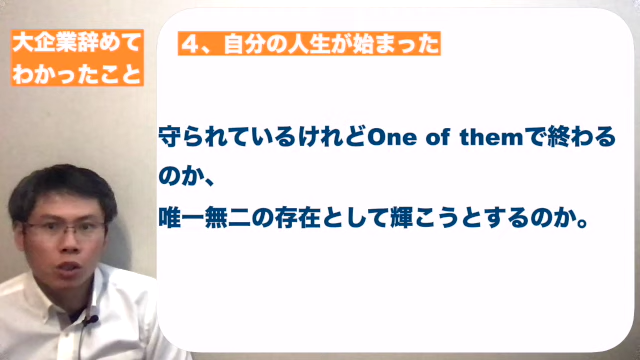 大企業辞めて
わかったこと
４、自分の人生が始まった
守られているけれどOne of themで終わる
のか、
唯一無二の存在として輝こうとするのか。